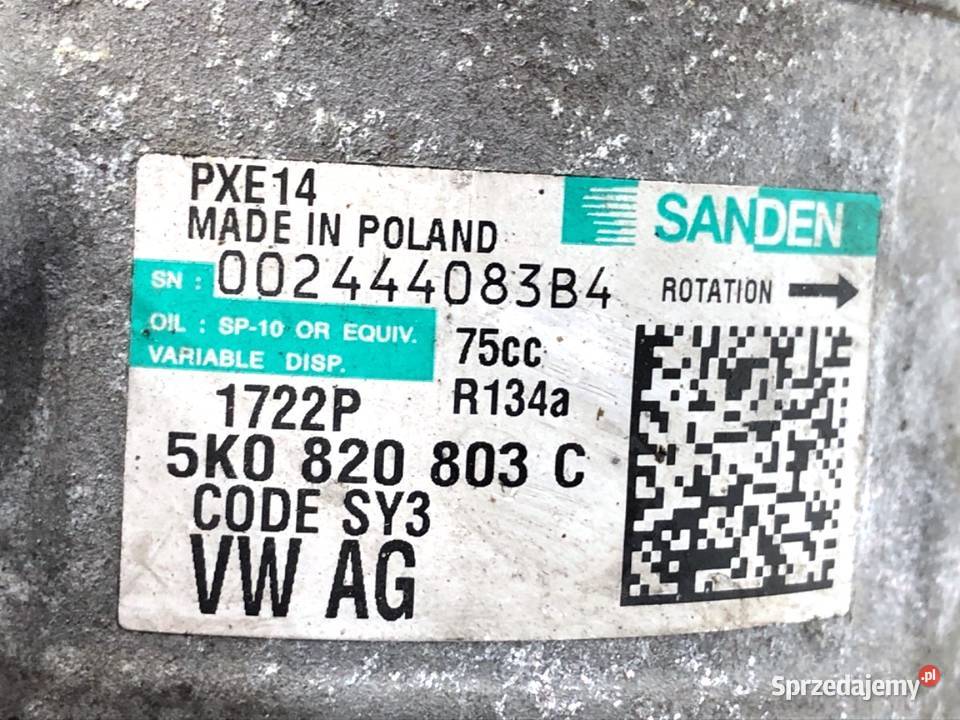 PXE14
SANDEN
MADE IN POLAND
SN : 002444083B4
ROTATION
OIL : SP-10 OR EQUIV.
VARIABLE DISP.
75cc
R134a
1722P
5K0 820 803 C
CODE SY3
VW AG
Sprzedajemy.pl